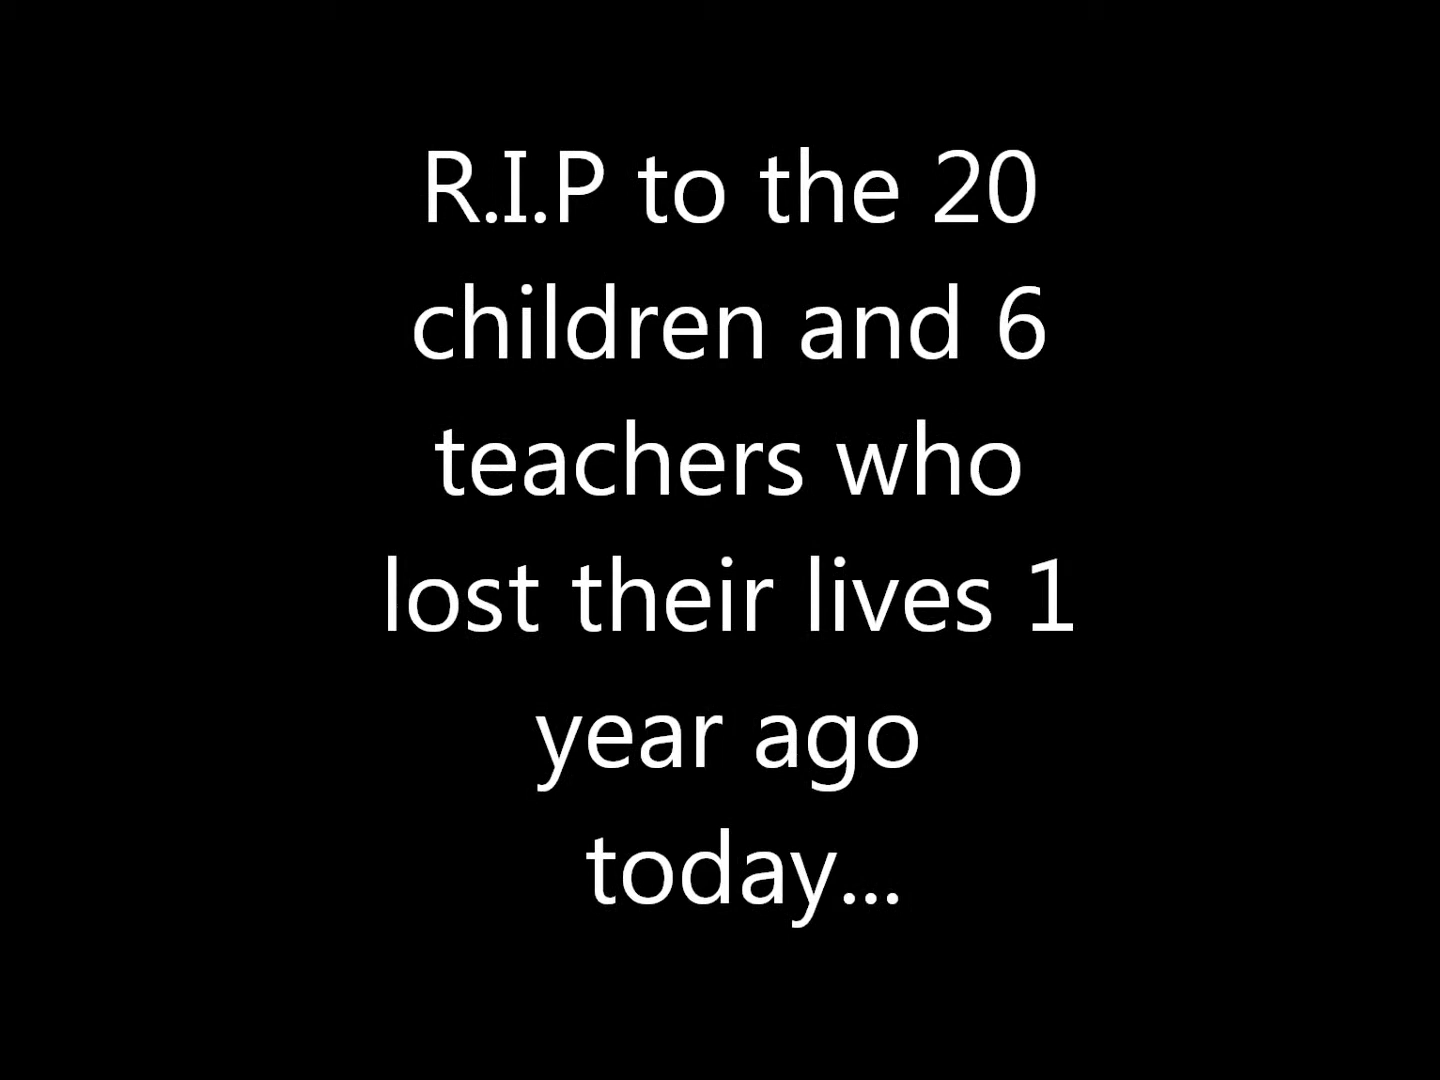 R.I.P to the 20
children and 6
teachers who
lost their lives 1
year ago
today...